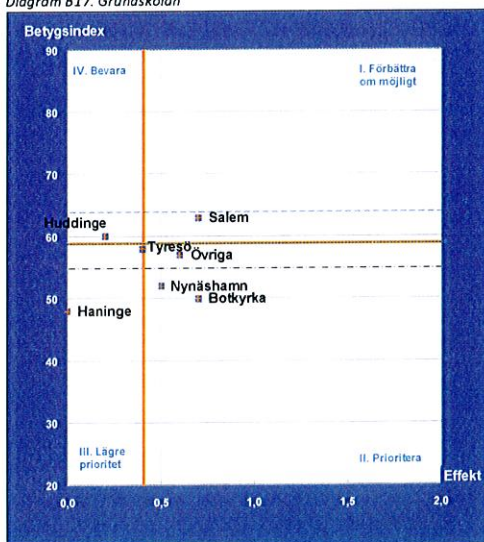 Diagram B17. Grundskolan
Betygsindex
90
IV. Bevara
I. Förbättra
om möjligt
80
70
Salem
Huddinge
60
Tyresö
Övriga
Nynäshamn
50
Botkyrka
Haninge
40
30
III. Lägre
prioritet
II. Prioritera
20
Effekt
0,0
0,5
1,0
1,5
2,0